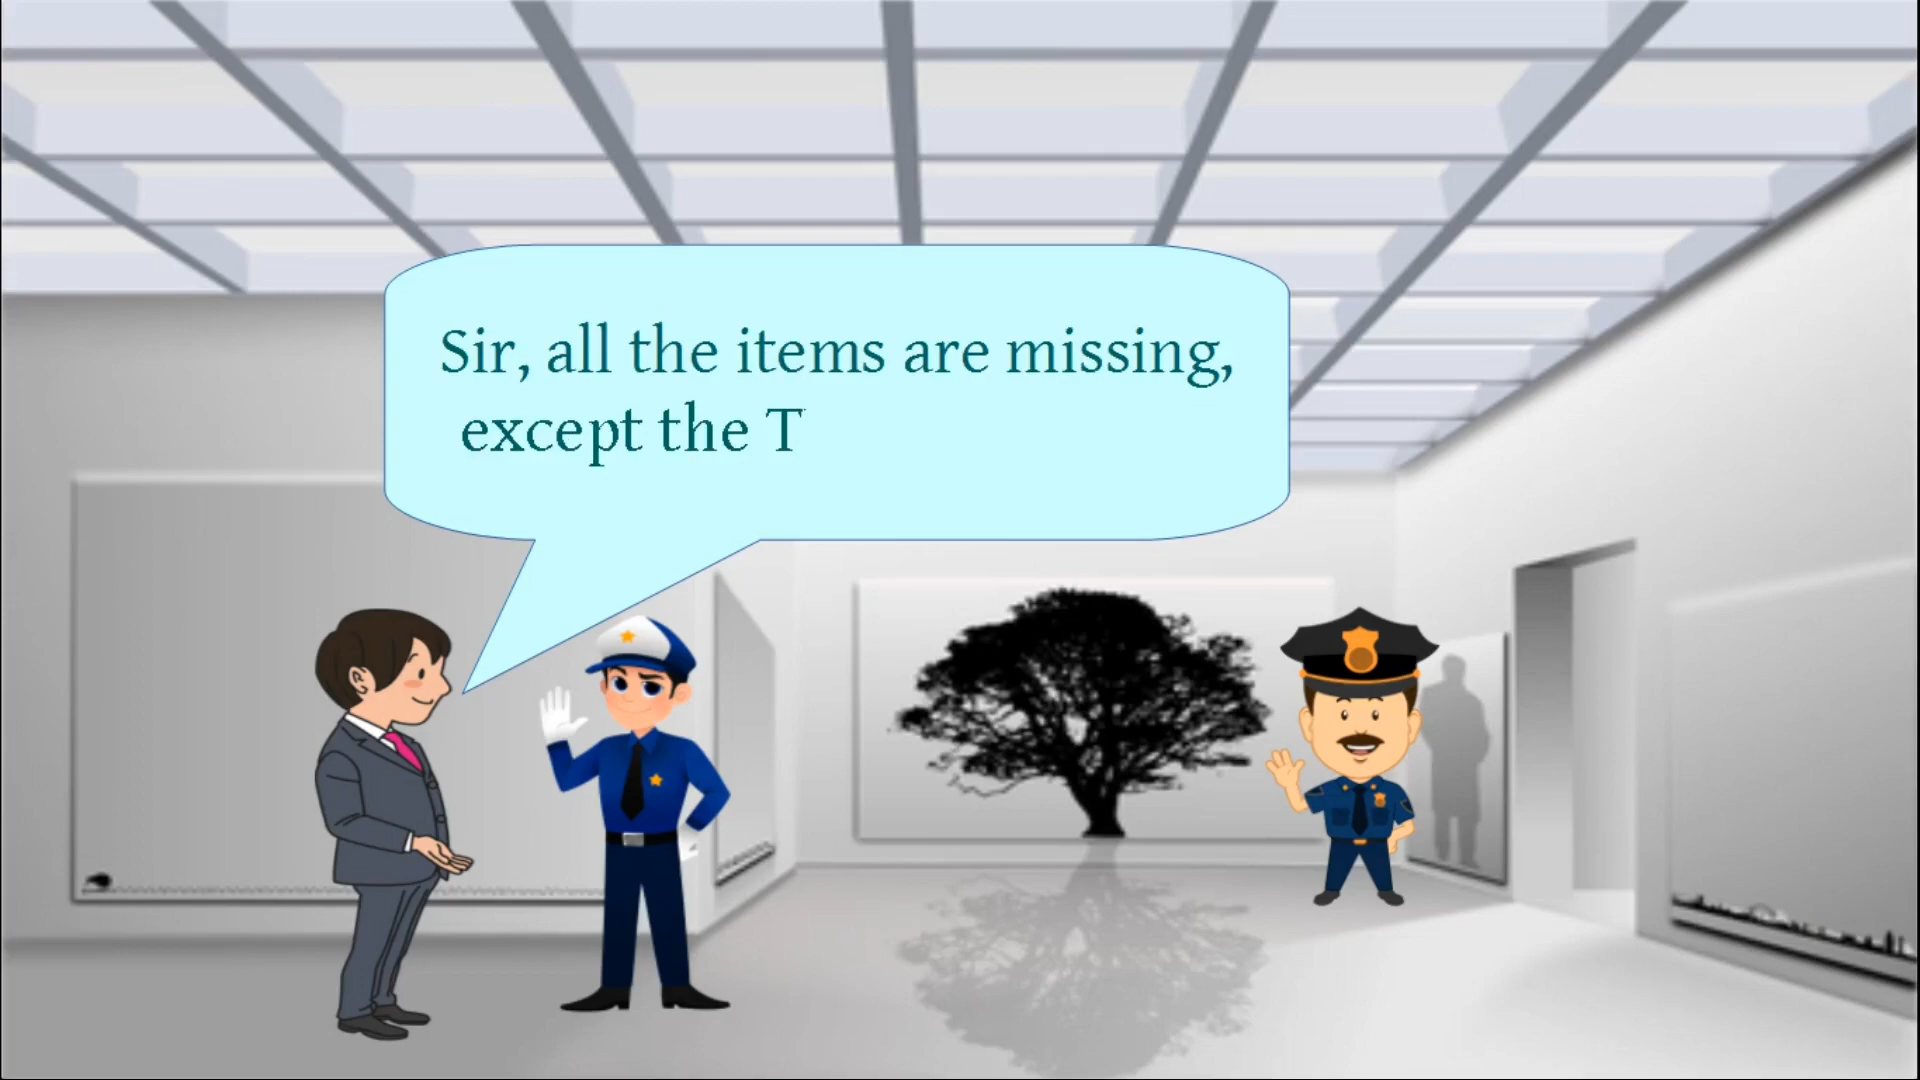 Sir, all the items are missing,
except the T